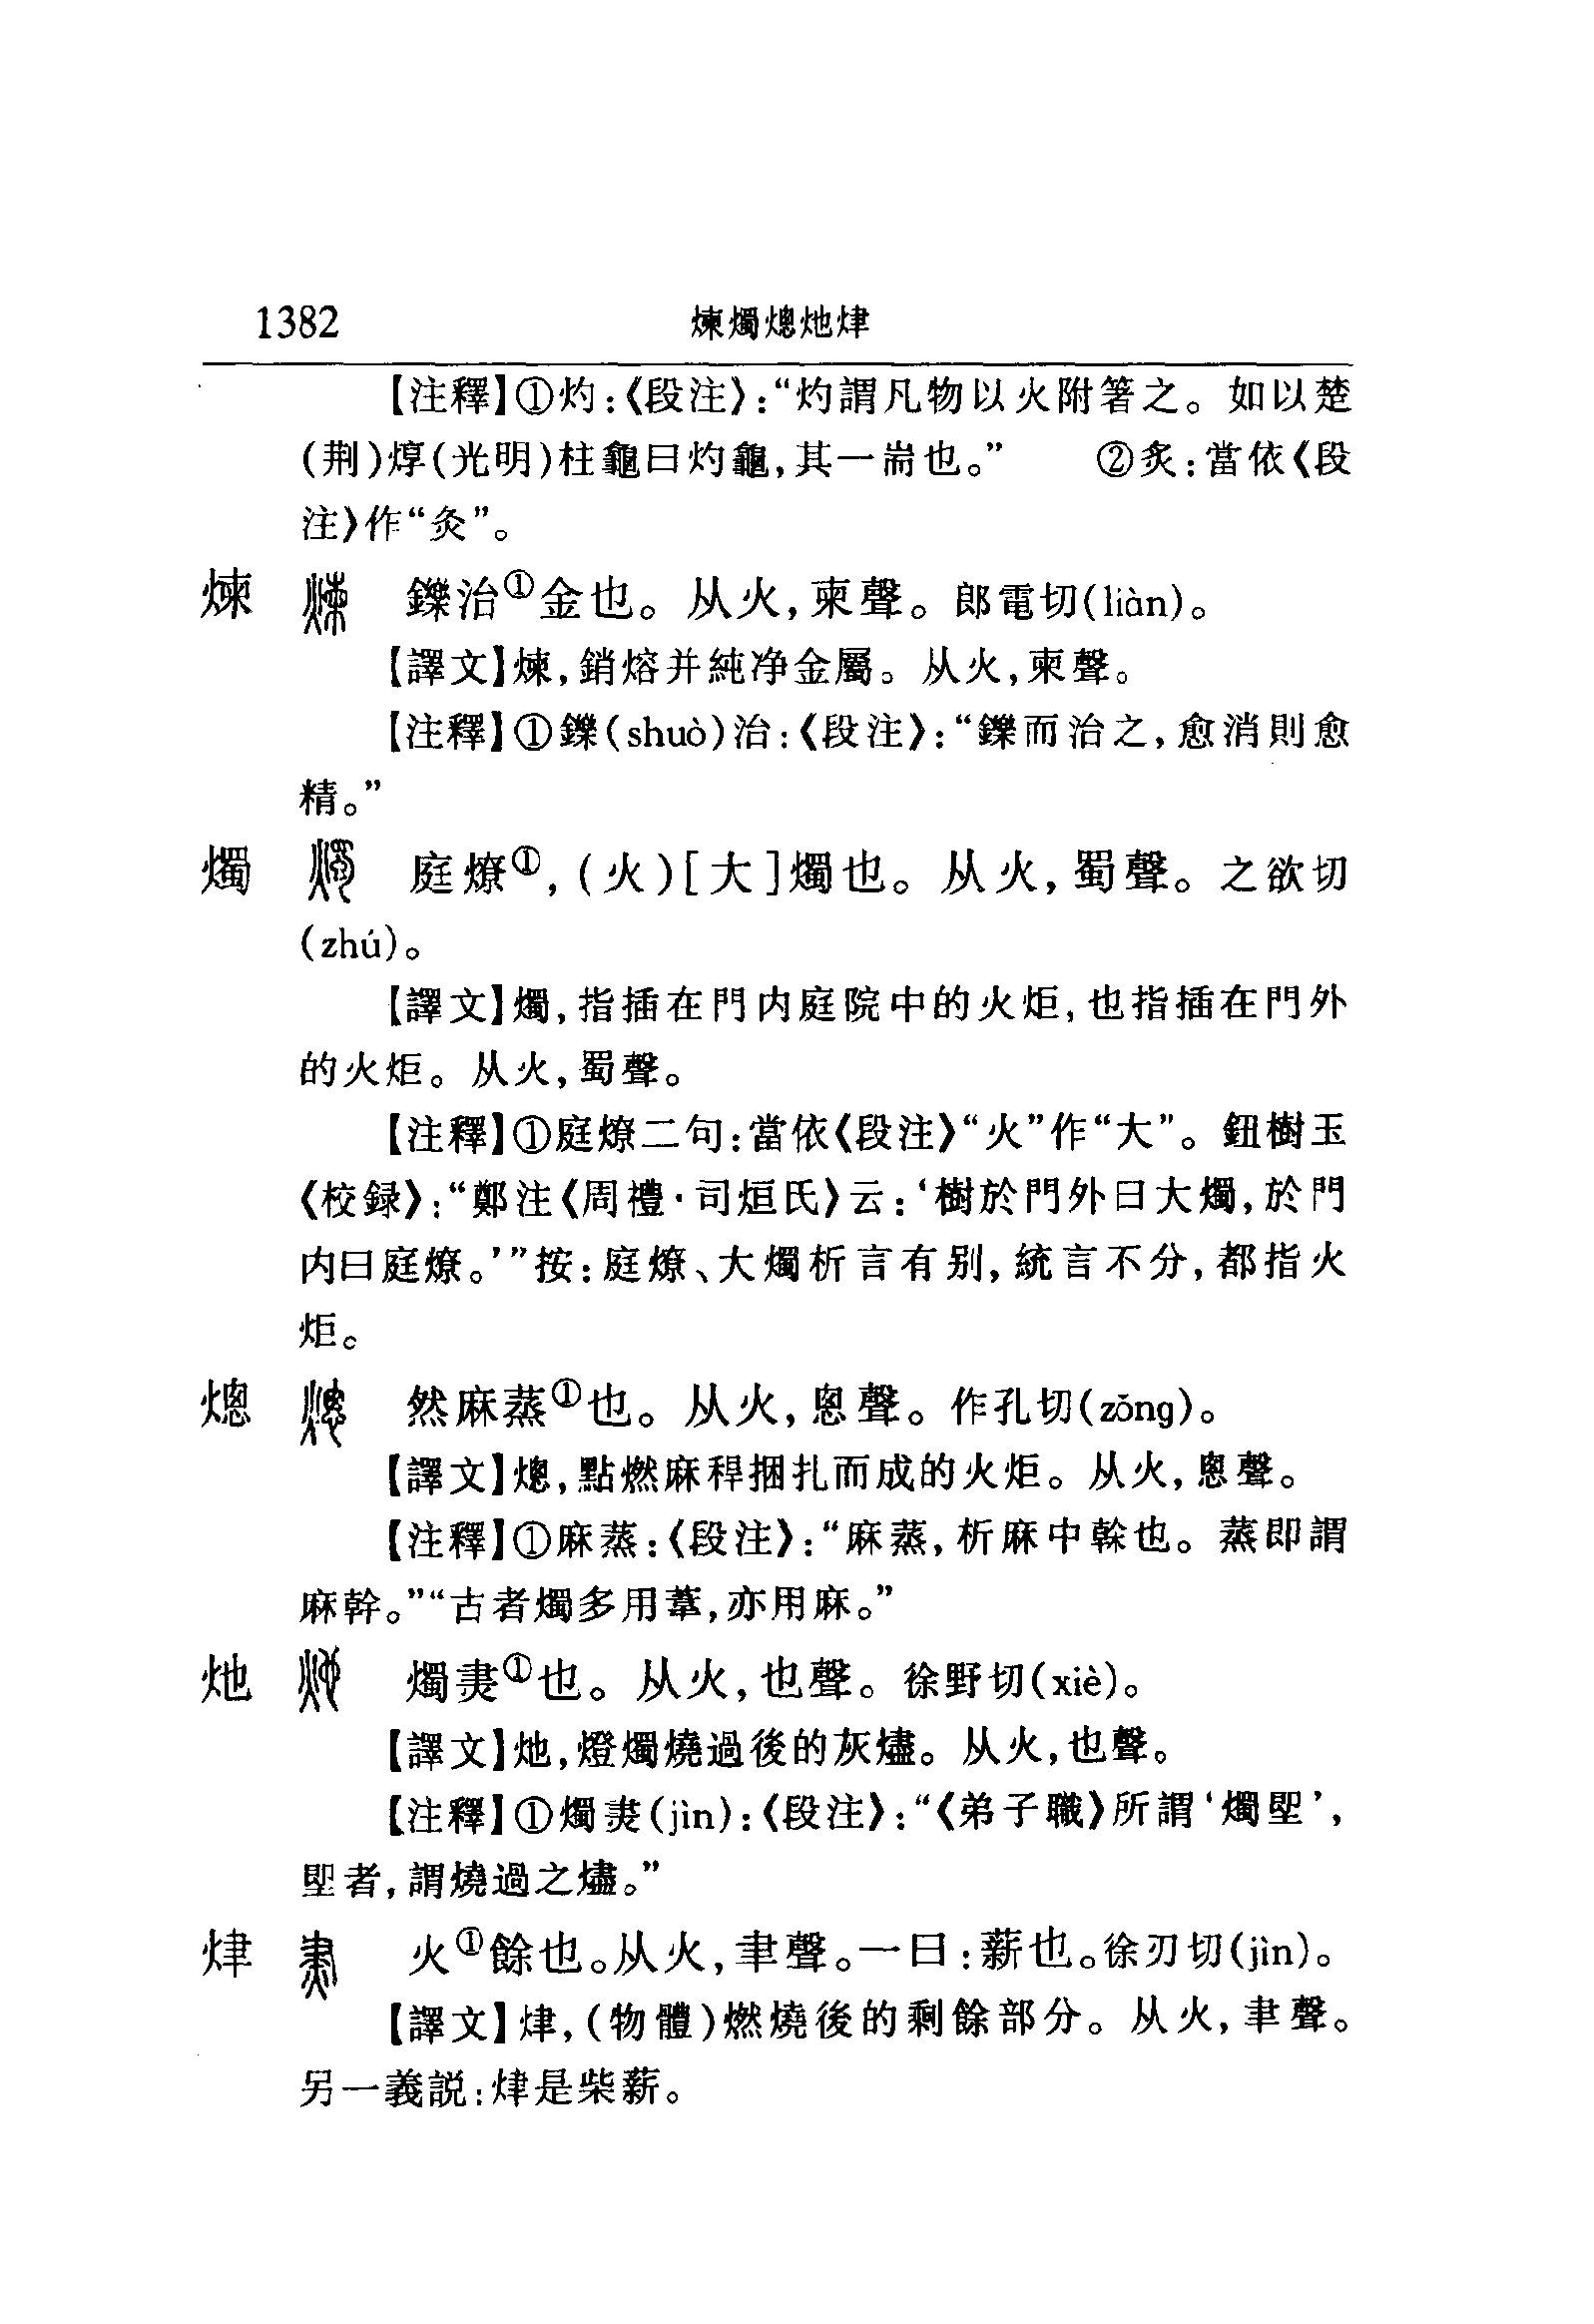 1382 煉燭熜灺㶳
【注釋】①灼:《段注》:“灼謂凡物以火附箸之。如以楚
(荆)焞(光明)柱龜曰灼龜,其一耑也。” ②炙:當依《段
注》作“灸”。
煉 鑠治①金也。从火,柬聲。郎電切(liàn)。
【譯文】煉,銷熔并純净金屬。从火,柬聲。
【注釋】①鑠(shuò)治:《段注》:“鑠而治之,愈消則愈
精。”
燭 庭燎①,(火)[大]燭也。从火,蜀聲。之欲切
(zhú)。
【譯文】燭,指插在門内庭院中的火炬,也指插在門外
的火炬。从火,蜀聲。
【注釋】①庭燎二句:當依《段注》“火”作“大”。鈕樹玉
《校録》:“鄭注《周禮·司烜氏》云:‘樹於門外曰大燭,於門
内曰庭燎。’”按:庭燎、大燭析言有别,統言不分,都指火
炬。
熜 然麻蒸①也。从火,悤聲。作孔切(zǒng)。
【譯文】熜,點燃麻稈捆扎而成的火炬。从火,悤聲。
【注釋】①麻蒸:《段注》:“麻蒸,析麻中榦也。蒸即謂
麻幹。”“古者燭多用葦,亦用麻。”
灺 燭㶳①也。从火,也聲。徐野切(xiè)。
【譯文】灺,燈燭燒過後的灰燼。从火,也聲。
【注釋】①燭㶳(jìn):《段注》:“《弟子職》所謂‘燭堲’,
堲者,謂燒過之燼。”
㶳 火①餘也。从火,聿聲。一曰:薪也。徐刃切(jìn)。
【譯文】㶳,(物體)燃燒後的剩餘部分。从火,聿聲。
另一義説:㶳是柴薪。